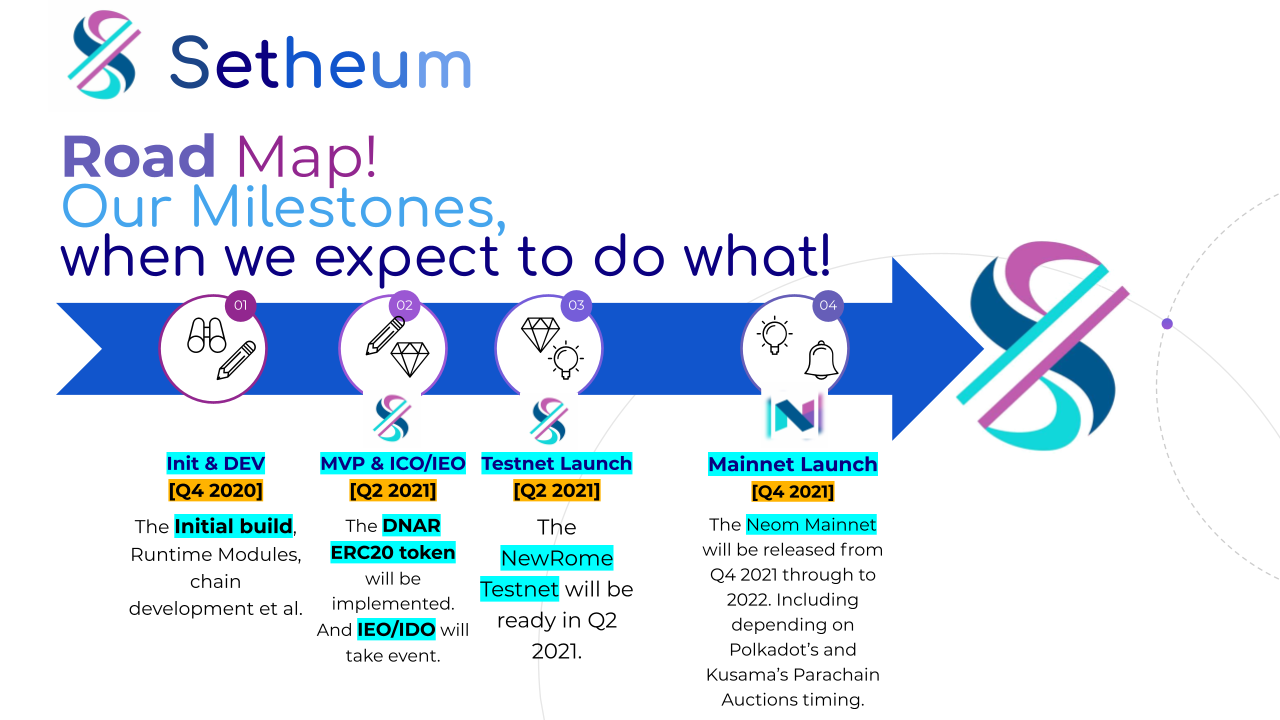 Setheum
Road Map!
Our Milestones,
when we expect to do what!
01
02
03
04
Init & DEV
[Q4 2020]
The Initial build,
Runtime Modules,
chain
development et al.
MVP & ICO/IEO
[Q2 2021]
The DNAR
ERC20 token
will be
implemented.
And IEO/IDO will
take event.
Testnet Launch
[Q2 2021]
The
NewRome
Testnet will be
ready in Q2
2021.
Mainnet Launch
[Q4 2021]
The Neom Mainnet
will be released from
Q4 2021 through to
2022. Including
depending on
Polkadot’s and
Kusama’s Parachain
Auctions timing.